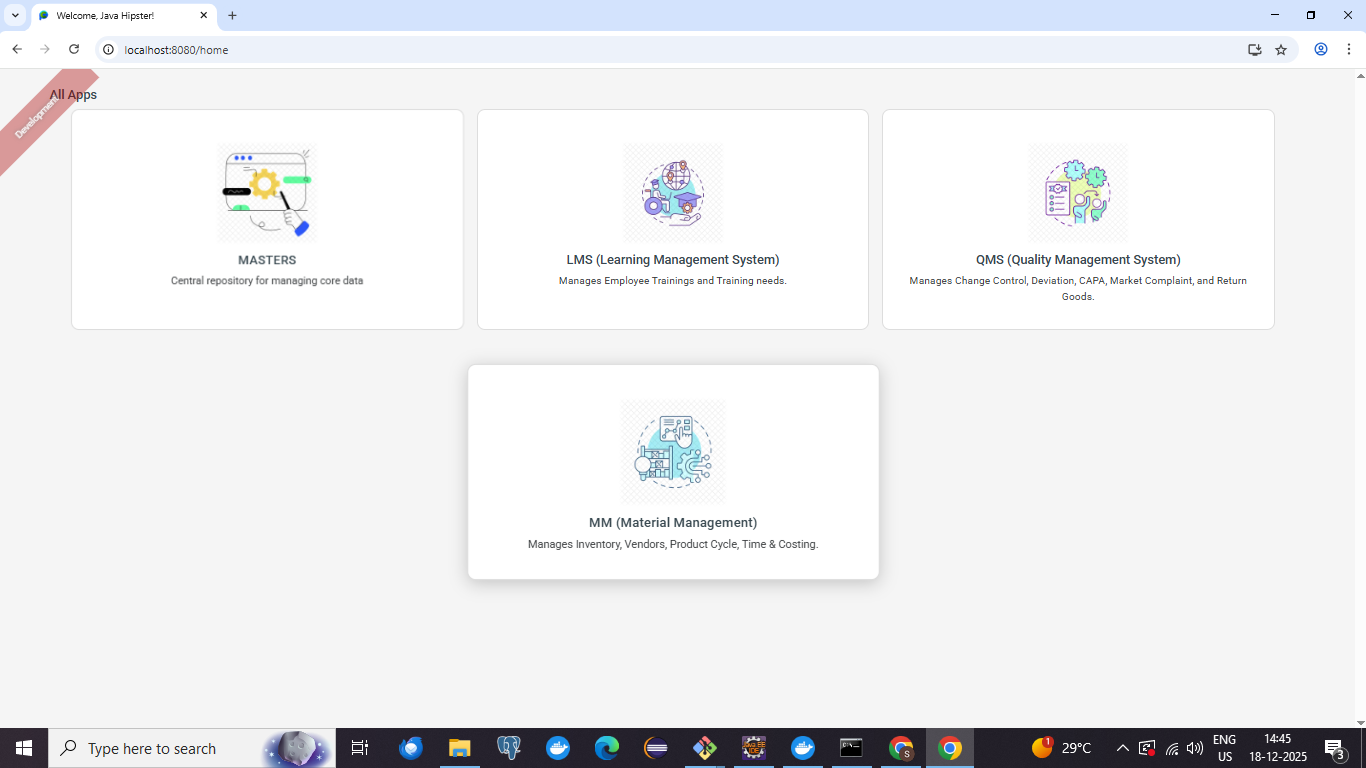 Welcome, Java Hipster!
localhost:8080/home
Development
All Apps
MASTERS
Central repository for managing core data
LMS (Learning Management System)
Manages Employee Trainings and Training needs.
QMS (Quality Management System)
Manages Change Control, Deviation, CAPA, Market Complaint, and Return
Goods.
MM (Material Management)
Manages Inventory, Vendors, Product Cycle, Time & Costing.
Type here to search
1
29°C
ENG
US
14:45
18-12-2025
3